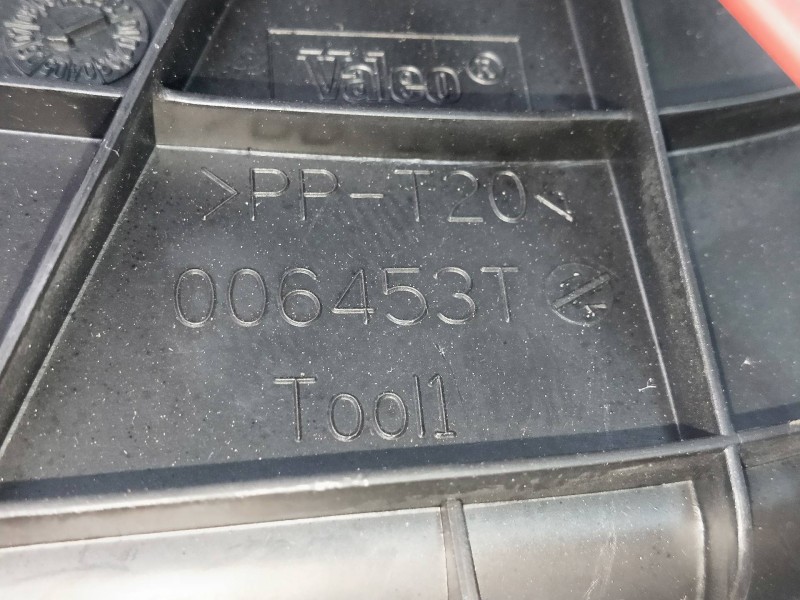 Valeo®
>PP-T20<
006453T
Tool1